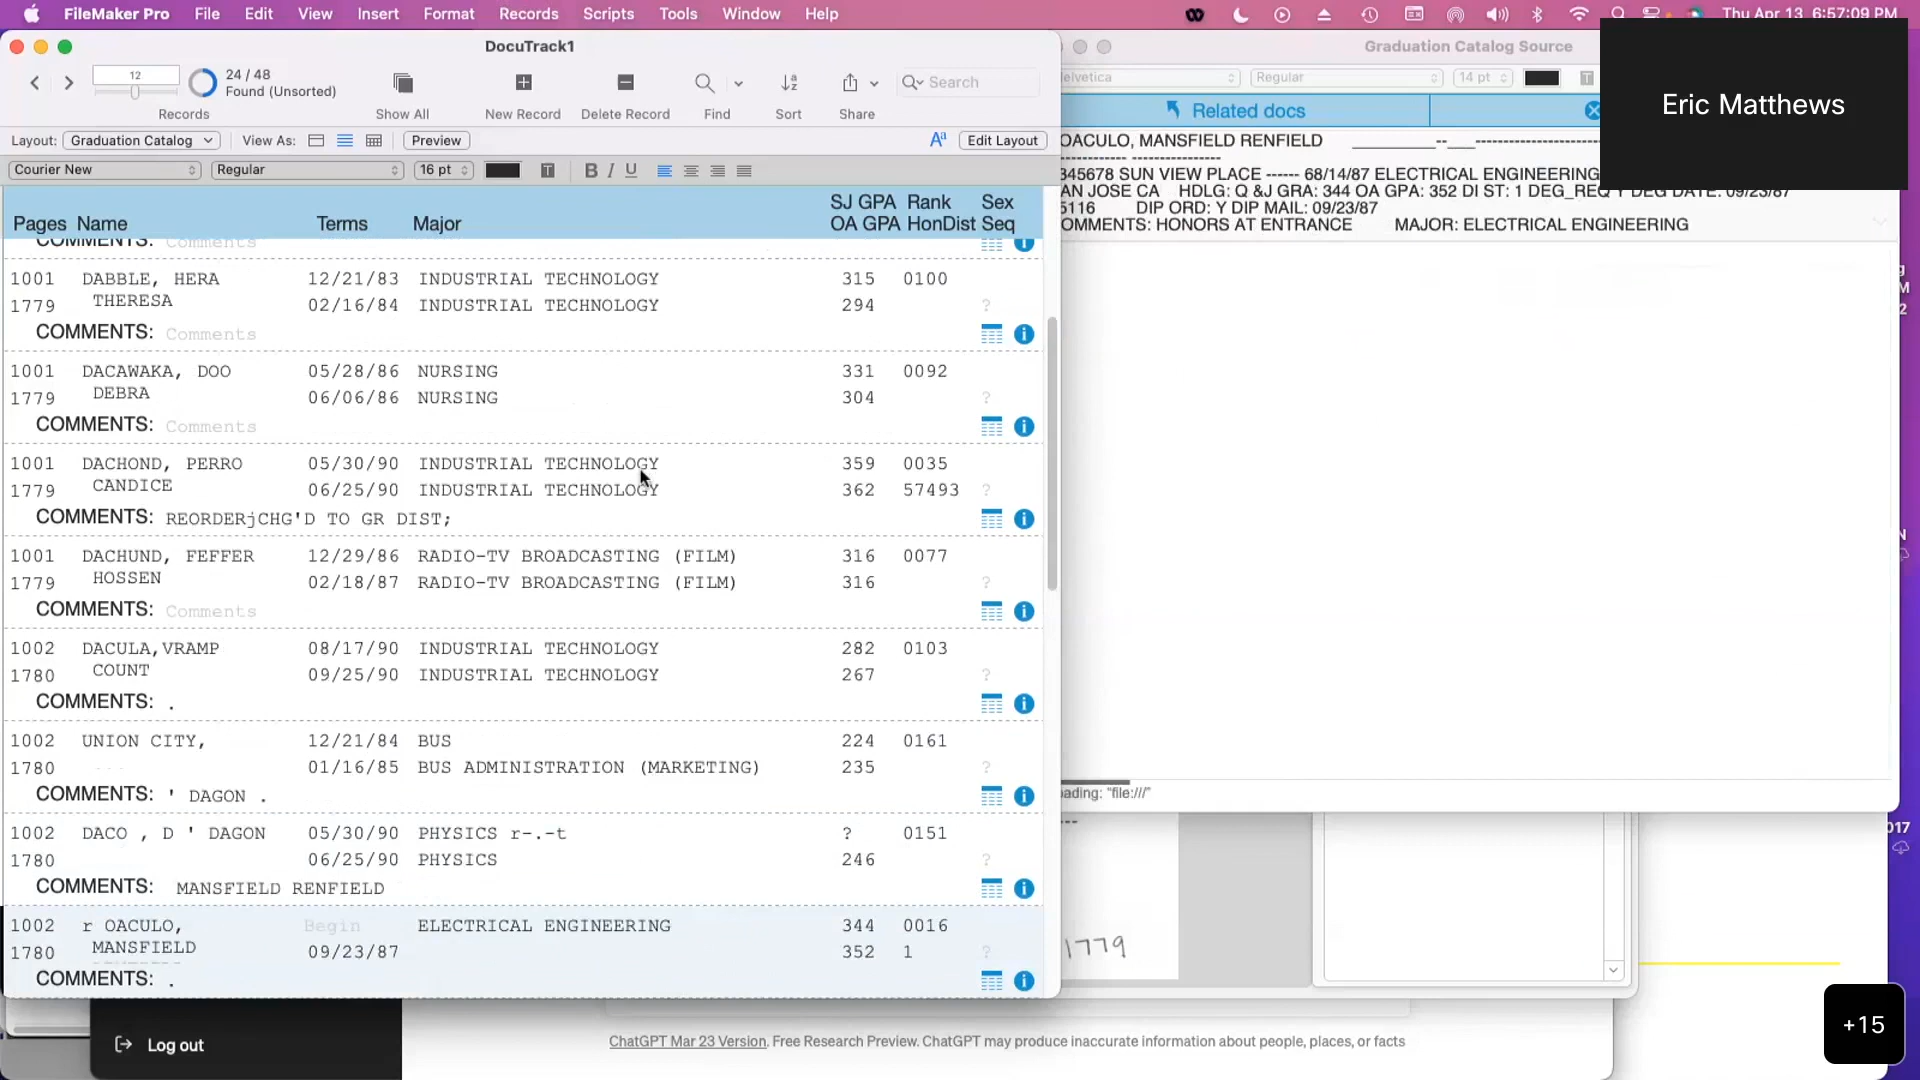 FileMaker Pro File Edit View Insert Format Records Scripts Tools Window Help
Thu Apr 13 6:57:09 PM
DocuTrack1
12
24 / 48
Found (Unsorted)
Search
Records Show All New Record Delete Record Find Sort Share
Layout: Graduation Catalog View As: Preview Aa Edit Layout
Courier New Regular 16 pt B I U
SJ GPA Rank Sex
Pages Name Terms Major OA GPA HonDist Seq
COMMENTS: Comments
1001 DABBLE, HERA 12/21/83 INDUSTRIAL TECHNOLOGY 315 0100
THERESA
1779 02/16/84 INDUSTRIAL TECHNOLOGY 294 ?
COMMENTS: Comments
1001 DACAWAKA, DOO 05/28/86 NURSING 331 0092
DEBRA
1779 06/06/86 NURSING 304 ?
COMMENTS: Comments
1001 DACHOND, PERRO 05/30/90 INDUSTRIAL TECHNOLOGY 359 0035
CANDICE
1779 06/25/90 INDUSTRIAL TECHNOLOGY 362 57493 ?
COMMENTS: REORDERjCHG'D TO GR DIST;
1001 DACHUND, FEFFER 12/29/86 RADIO-TV BROADCASTING (FILM) 316 0077
HOSSEN
1779 02/18/87 RADIO-TV BROADCASTING (FILM) 316 ?
COMMENTS: Comments
1002 DACULA,VRAMP 08/17/90 INDUSTRIAL TECHNOLOGY 282 0103
COUNT
1780 09/25/90 INDUSTRIAL TECHNOLOGY 267 ?
COMMENTS: .
1002 UNION CITY, 12/21/84 BUS 224 0161
1780 01/16/85 BUS ADMINISTRATION (MARKETING) 235 ?
COMMENTS: ' DAGON .
1002 DACO , D ' DAGON 05/30/90 PHYSICS r-.-t ? 0151
1780 06/25/90 PHYSICS 246 ?
COMMENTS: MANSFIELD RENFIELD
1002 r OACULO, Begin ELECTRICAL ENGINEERING 344 0016
MANSFIELD
1780 09/23/87 352 1 ?
COMMENTS: .
Graduation Catalog Source
elvetica Regular 14 pt
Related docs
OACULO, MANSFIELD RENFIELD
345678 SUN VIEW PLACE ------ 68/14/87 ELECTRICAL ENGINEERING
AN JOSE CA HDLG: Q &J GRA: 344 OA GPA: 352 DI ST: 1 DEG_REQ Y DEG DATE: 09/23/87
5116 DIP ORD: Y DIP MAIL: 09/23/87
OMMENTS: HONORS AT ENTRANCE MAJOR: ELECTRICAL ENGINEERING
oading: "file:///"
1779
Eric Matthews
017
+15
Log out
ChatGPT Mar 23 Version. Free Research Preview. ChatGPT may produce inaccurate information about people, places, or facts